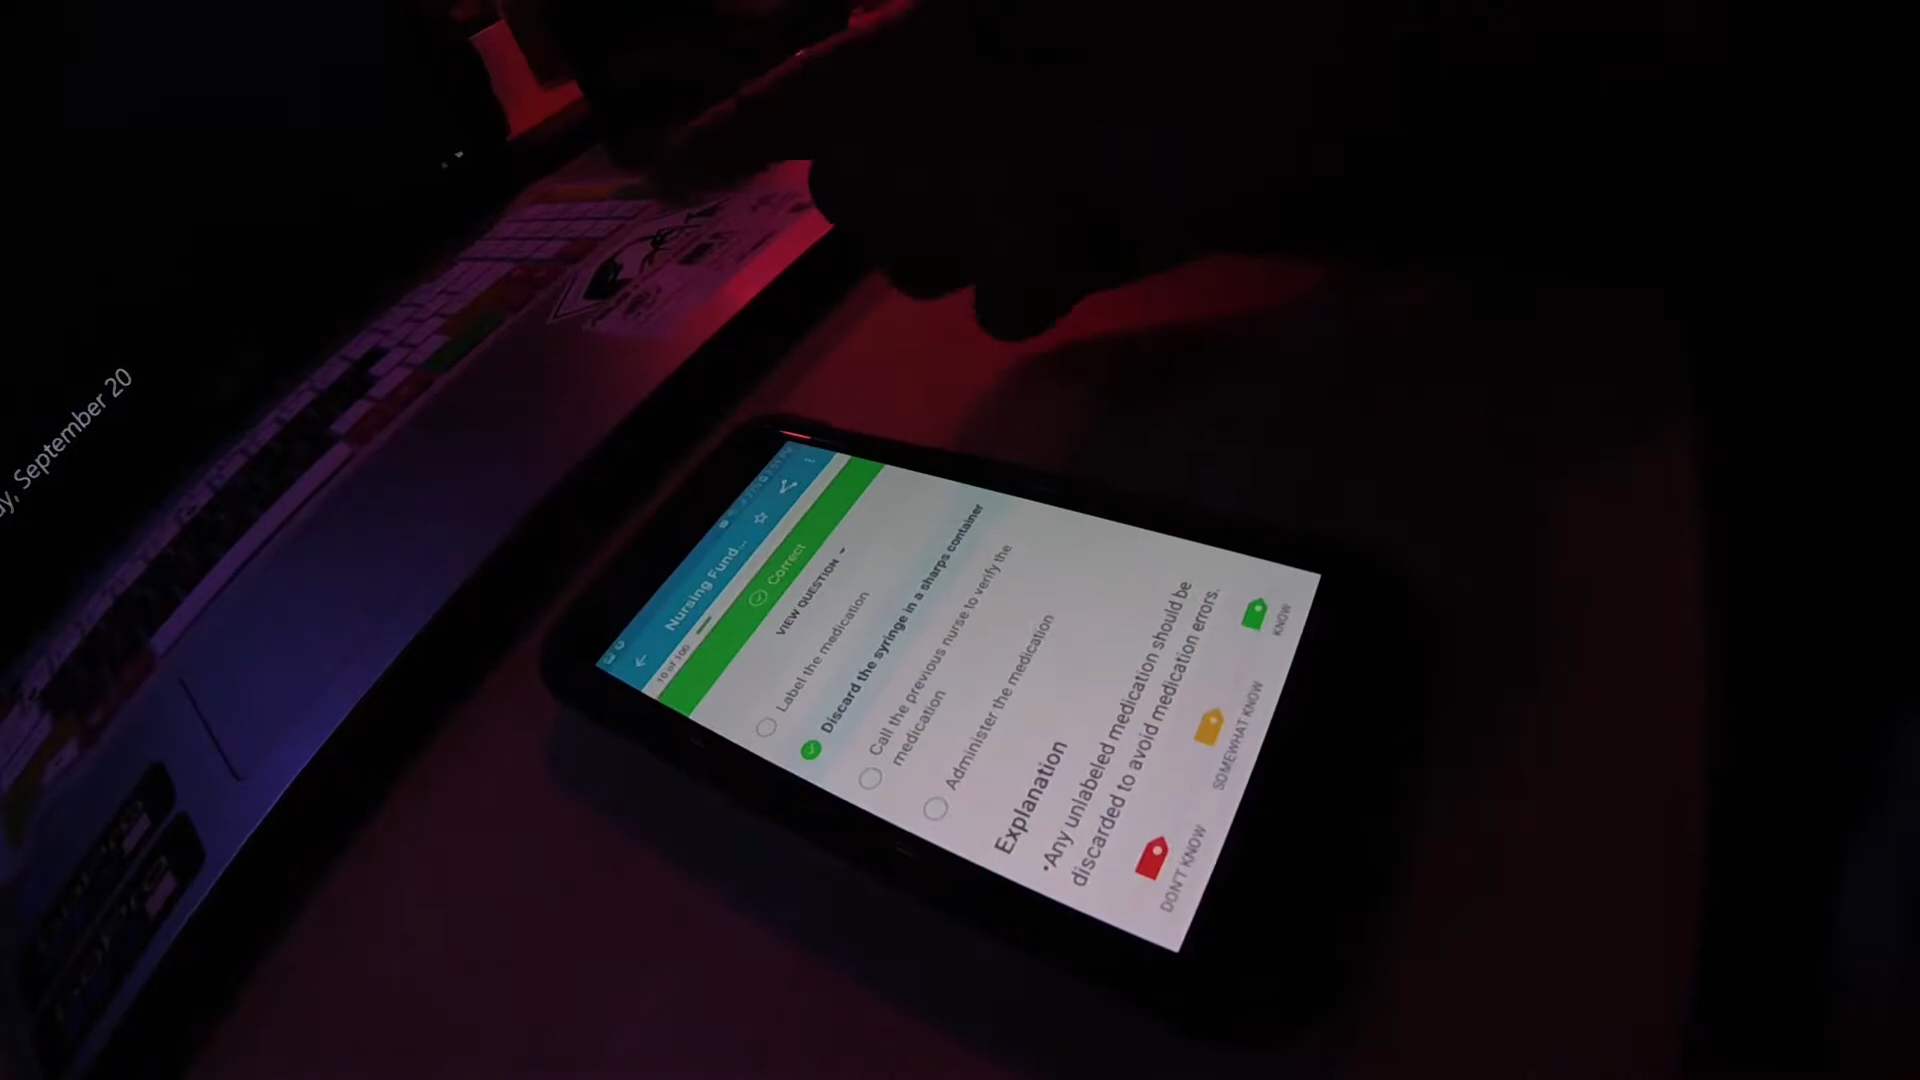 ay, September 20
Nursing Fund...
10 of 100
Correct
VIEW QUESTION
Label the medication
Discard the syringe in a sharps container
Call the previous nurse to verify the
medication
Administer the medication
Explanation
•Any unlabeled medication should be
discarded to avoid medication errors.
DON'T KNOW
SOMEWHAT KNOW
KNOW